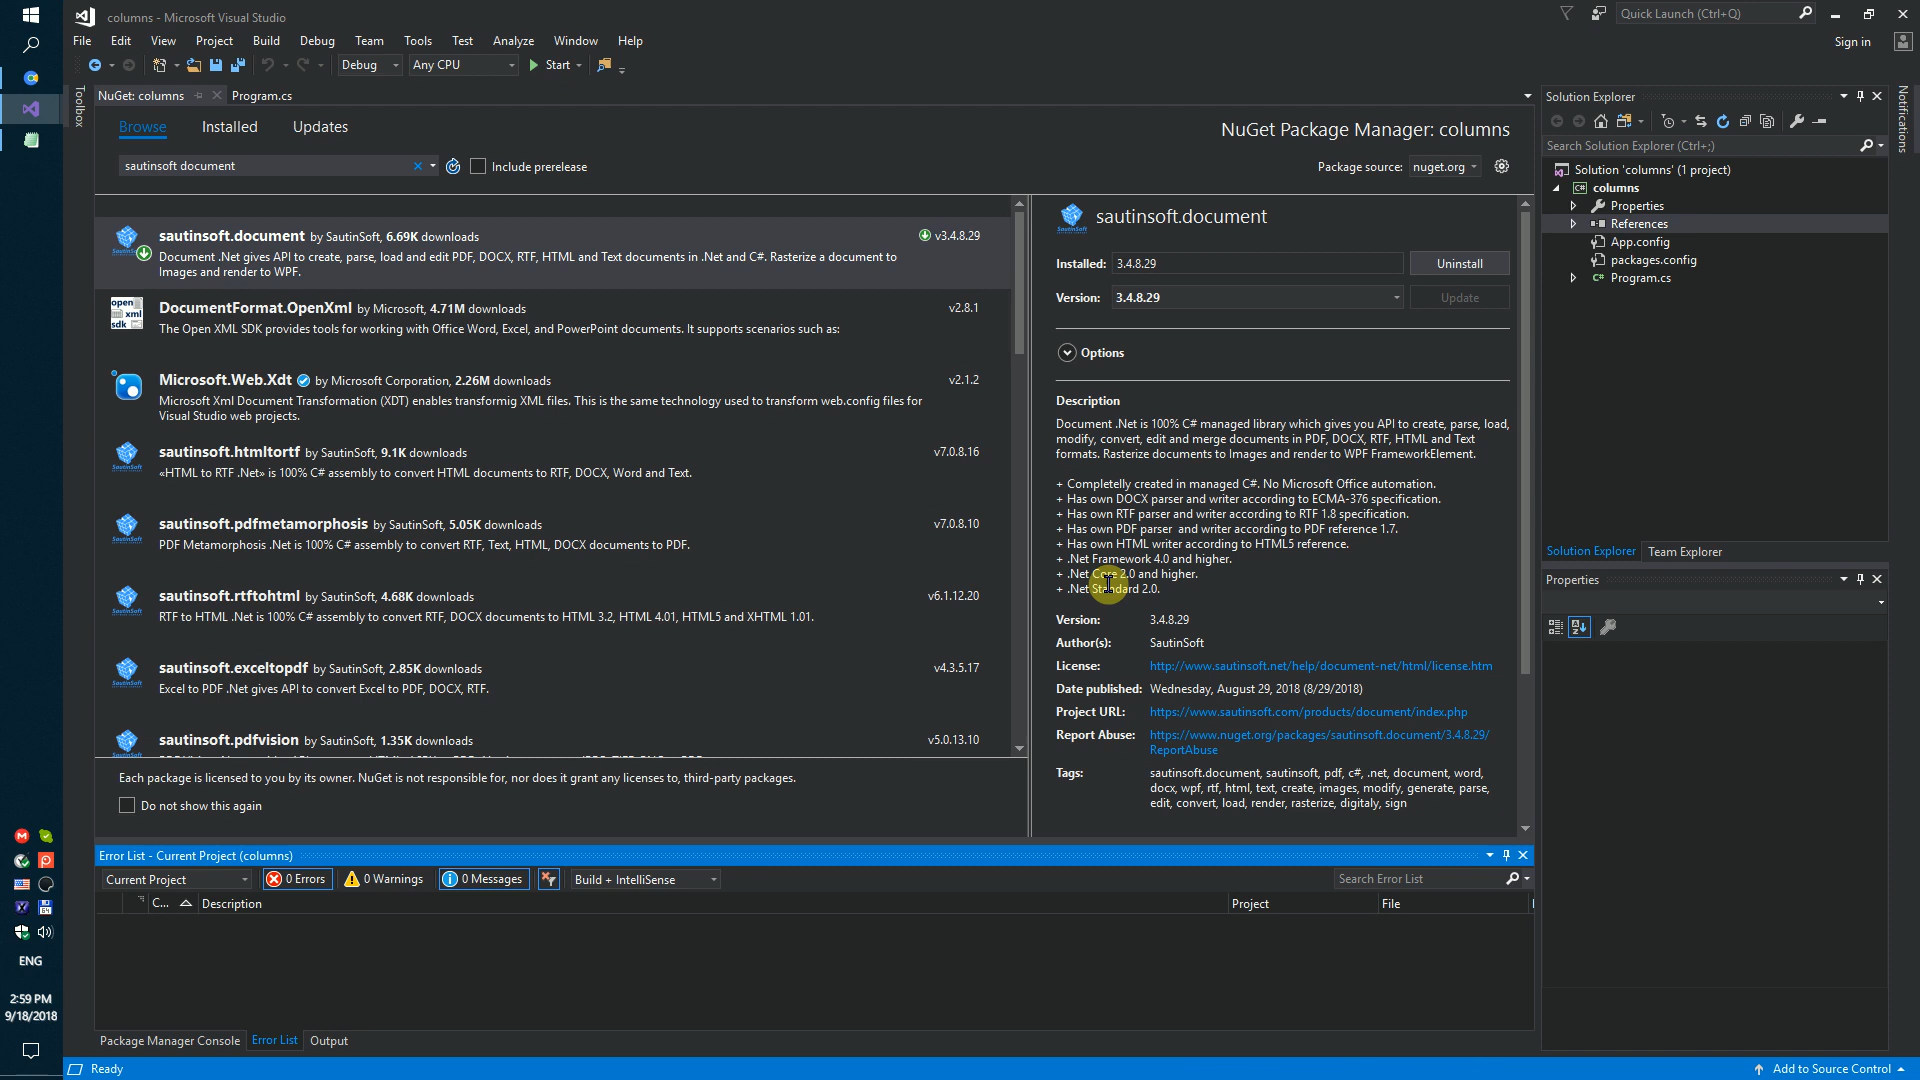 columns - Microsoft Visual Studio
Quick Launch (Ctrl+Q)
File Edit View Project Build Debug Team Tools Test Analyze Window Help
Sign in
Debug Any CPU Start
Toolbox
NuGet: columns Program.cs
Browse Installed Updates
NuGet Package Manager: columns
sautinsoft document Include prerelease
Package source: nuget.org
sautinsoft.document by SautinSoft, 6.69K downloads v3.4.8.29
Document .Net gives API to create, parse, load and edit PDF, DOCX, RTF, HTML and Text documents in .Net and C#. Rasterize a document to
Images and render to WPF.
open
xml
sdk
DocumentFormat.OpenXml by Microsoft, 4.71M downloads v2.8.1
The Open XML SDK provides tools for working with Office Word, Excel, and PowerPoint documents. It supports scenarios such as:
Microsoft.Web.Xdt by Microsoft Corporation, 2.26M downloads v2.1.2
Microsoft Xml Document Transformation (XDT) enables transformig XML files. This is the same technology used to transform web.config files for
Visual Studio web projects.
sautinsoft.htmltortf by SautinSoft, 9.1K downloads v7.0.8.16
«HTML to RTF .Net» is 100% C# assembly to convert HTML documents to RTF, DOCX, Word and Text.
sautinsoft.pdfmetamorphosis by SautinSoft, 5.05K downloads v7.0.8.10
PDF Metamorphosis .Net is 100% C# assembly to convert RTF, Text, HTML, DOCX documents to PDF.
sautinsoft.rtftohtml by SautinSoft, 4.68K downloads v6.1.12.20
RTF to HTML .Net is 100% C# assembly to convert RTF, DOCX documents to HTML 3.2, HTML 4.01, HTML5 and XHTML 1.01.
sautinsoft.exceltopdf by SautinSoft, 2.85K downloads v4.3.5.17
Excel to PDF .Net gives API to convert Excel to PDF, DOCX, RTF.
sautinsoft.pdfvision by SautinSoft, 1.35K downloads v5.0.13.10
Each package is licensed to you by its owner. NuGet is not responsible for, nor does it grant any licenses to, third-party packages.
Do not show this again
sautinsoft.document
Installed: 3.4.8.29 Uninstall
Version: 3.4.8.29 Update
Options
Description
Document .Net is 100% C# managed library which gives you API to create, parse, load,
modify, convert, edit and merge documents in PDF, DOCX, RTF, HTML and Text
formats. Rasterize documents to Images and render to WPF FrameworkElement.
+ Completelly created in managed C#. No Microsoft Office automation.
+ Has own DOCX parser and writer according to ECMA-376 specification.
+ Has own RTF parser and writer according to RTF 1.8 specification.
+ Has own PDF parser and writer according to PDF reference 1.7.
+ Has own HTML writer according to HTML5 reference.
+ .Net Framework 4.0 and higher.
+ .Net Core 2.0 and higher.
+ .Net Standard 2.0.
Version: 3.4.8.29
Author(s): SautinSoft
License: http://www.sautinsoft.net/help/document-net/html/license.htm
Date published: Wednesday, August 29, 2018 (8/29/2018)
Project URL: https://www.sautinsoft.com/products/document/index.php
Report Abuse: https://www.nuget.org/packages/sautinsoft.document/3.4.8.29/
ReportAbuse
Tags: sautinsoft.document, sautinsoft, pdf, c#, .net, document, word,
docx, wpf, rtf, html, text, create, images, modify, generate, parse,
edit, convert, load, render, rasterize, digitaly, sign
Solution Explorer
Search Solution Explorer (Ctrl+;)
Solution 'columns' (1 project)
C# columns
Properties
References
App.config
packages.config
C# Program.cs
Solution Explorer Team Explorer
Properties
Notifications
Error List - Current Project (columns)
Current Project 0 Errors 0 Warnings 0 Messages Build + IntelliSense Search Error List
C... Description Project File
Package Manager Console Error List Output
Ready
Add to Source Control
ENG
2:59 PM
9/18/2018